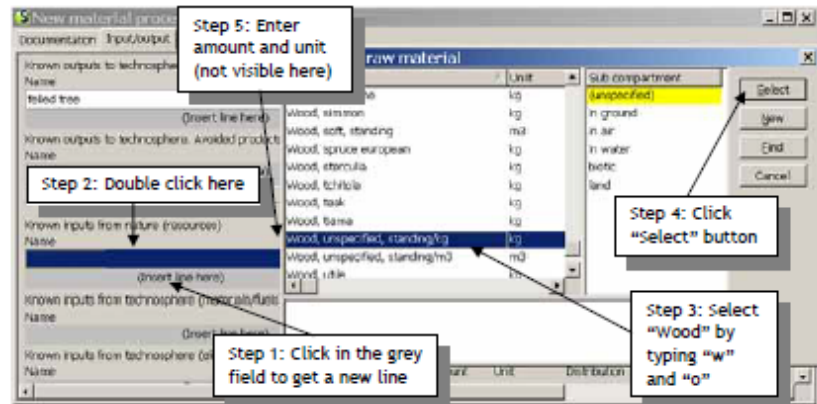 New material proce
Step 5: Enter
amount and unit
(not visible here)
Documentation Input/output
raw material
Known outputs to technosphere
Name
felled tree
(Insert line here)
Known outputs to technosphere. Avoided product
Name
Step 2: Double click here
Known inputs from nature (resources)
Name
(Insert line here)
Known inputs from technosphere (materials/fuels
Name
(Insert line here)
Known inputs from technosphere
Name
Step 1: Click in the grey
field to get a new line
Unit
kg
Wood, simmon kg
Wood, soft, standing m3
Wood, spruce european kg
Wood, sterculia kg
Wood, tchitola kg
Wood, teak kg
Wood, tiama kg
Wood, unspecified, standing/kg kg
Wood, unspecified, standing/m3 m3
Wood, utile kg
Sub compartment
(unspecified)
in ground
in air
in water
biotic
land
Select
New
Find
Cancel
Step 4: Click
“Select” button
Step 3: Select
“Wood” by
typing “w”
and “o”
Unit Distribution